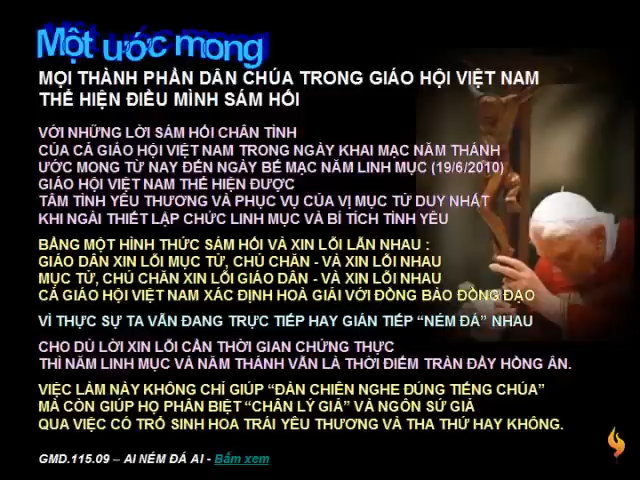 Một ước mong
MỌI THÀNH PHẦN DÂN CHÚA TRONG GIÁO HỘI VIỆT NAM
THỂ HIỆN ĐIỀU MÌNH SÁM HỐI
VỚI NHỮNG LỜI SÁM HỐI CHÂN TÌNH
CỦA CẢ GIÁO HỘI VIỆT NAM TRONG NGÀY KHAI MẠC NĂM THÁNH
ƯỚC MONG TỪ NAY ĐẾN NGÀY BẾ MẠC NĂM LINH MỤC (19/6/2010)
GIÁO HỘI VIỆT NAM THỂ HIỆN ĐƯỢC
TÂM TÌNH YÊU THƯƠNG VÀ PHỤC VỤ CỦA VỊ MỤC TỬ DUY NHẤT
KHI NGÀI THIẾT LẬP CHỨC LINH MỤC VÀ BÍ TÍCH TÌNH YÊU
BẰNG MỘT HÌNH THỨC SÁM HỐI VÀ XIN LỖI LẪN NHAU :
GIÁO DÂN XIN LỖI MỤC TỬ, CHỦ CHĂN - VÀ XIN LỖI NHAU
MỤC TỬ, CHỦ CHĂN XIN LỖI GIÁO DÂN - VÀ XIN LỖI NHAU
CẢ GIÁO HỘI VIỆT NAM XÁC ĐỊNH HOÀ GIẢI VỚI ĐỒNG BÀO ĐỒNG ĐẠO
VÌ THỰC SỰ TA VẪN ĐANG TRỰC TIẾP HAY GIÁN TIẾP “NÉM ĐÁ” NHAU
CHO DÙ LỜI XIN LỖI CẦN THỜI GIAN CHỨNG THỰC
THÌ NĂM LINH MỤC VÀ NĂM THÁNH VẪN LÀ THỜI ĐIỂM TRÀN ĐẦY HỒNG ÂN.
VIỆC LÀM NÀY KHÔNG CHỈ GIÚP “ĐÀN CHIÊN NGHE ĐÚNG TIẾNG CHÚA”
MÀ CÒN GIÚP HỌ PHÂN BIỆT “CHÂN LÝ GIẢ” VÀ NGÔN SỨ GIẢ
QUA VIỆC CÓ TRỔ SINH HOA TRÁI YÊU THƯƠNG VÀ THA THỨ HAY KHÔNG.
GMD.115.09 – AI NÉM ĐÁ AI - Bấm xem